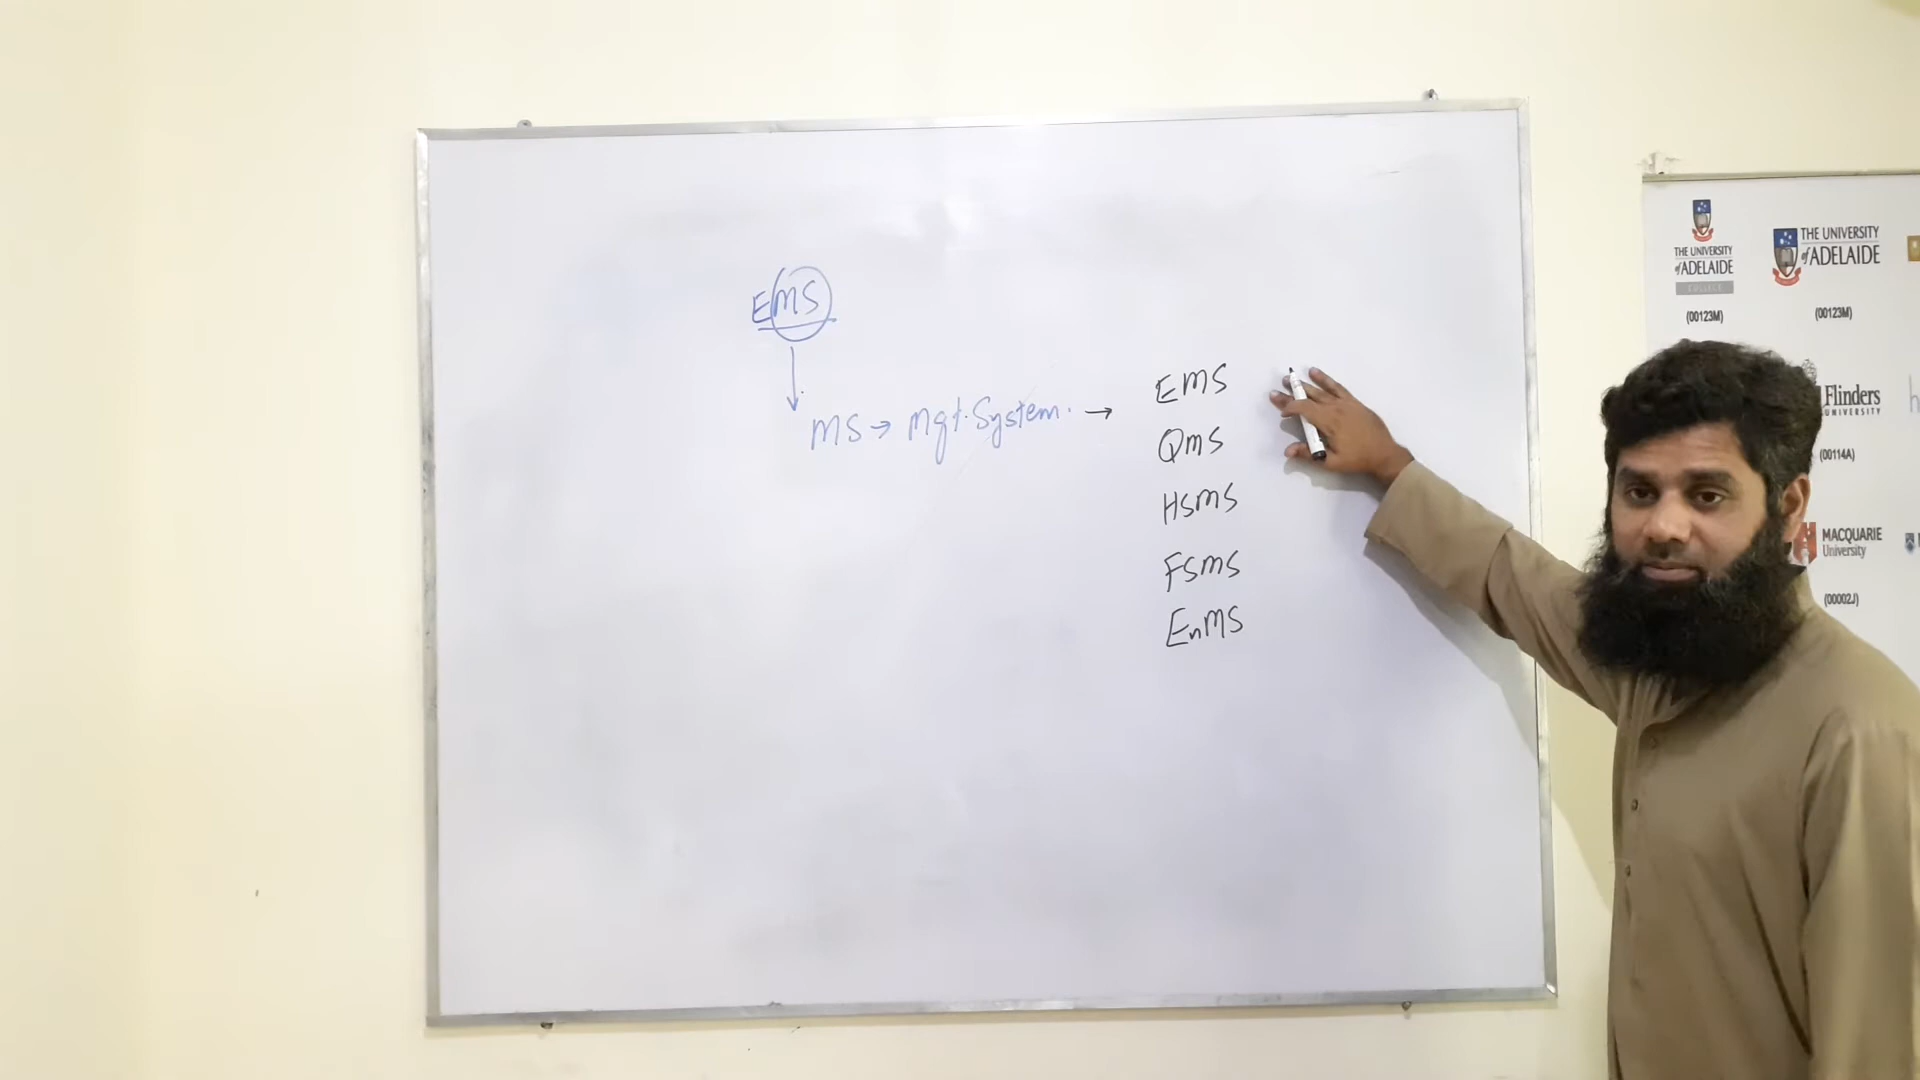 EMS
MS → Mgt. System. →
EMS
QMS
HSMS
FSMS
EnMS
THE UNIVERSITY
of ADELAIDE
COLLEGE
(00123M)
THE UNIVERSITY
of ADELAIDE
(00123M)
Flinders
UNIVERSITY
(00114A)
MACQUARIE
University
(00002J)